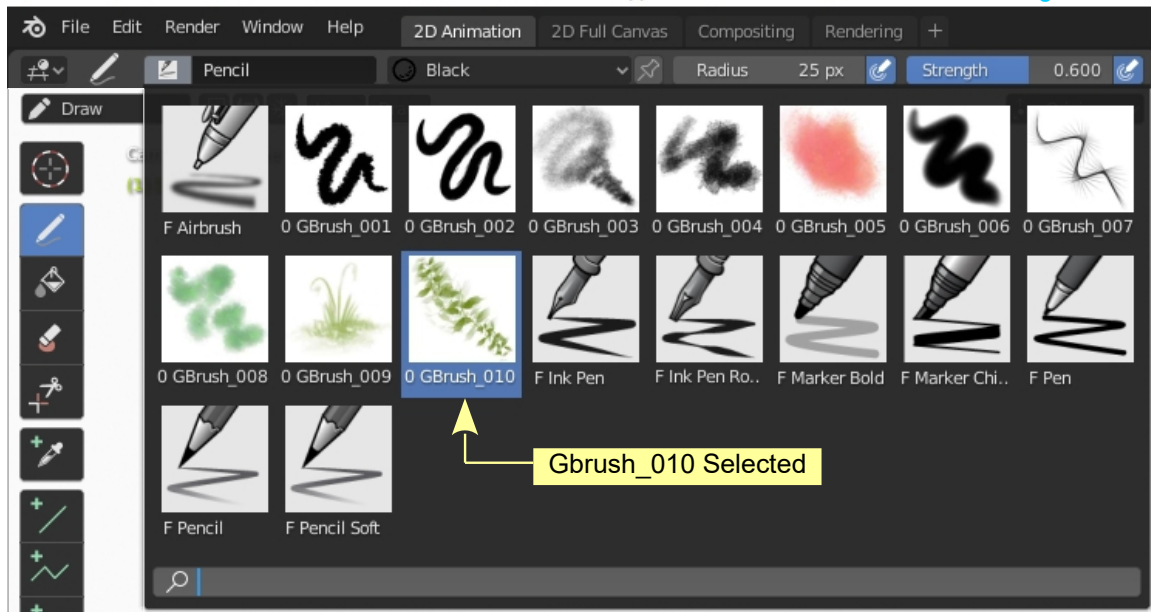 File Edit Render Window Help 2D Animation 2D Full Canvas Compositing Rendering +
Pencil Black Radius 25 px Strength 0.600
Draw
F Airbrush 0 GBrush_001 0 GBrush_002 0 GBrush_003 0 GBrush_004 0 GBrush_005 0 GBrush_006 0 GBrush_007
0 GBrush_008 0 GBrush_009 0 GBrush_010 F Ink Pen F Ink Pen Ro.. F Marker Bold F Marker Chi.. F Pen
Gbrush_010 Selected
F Pencil F Pencil Soft